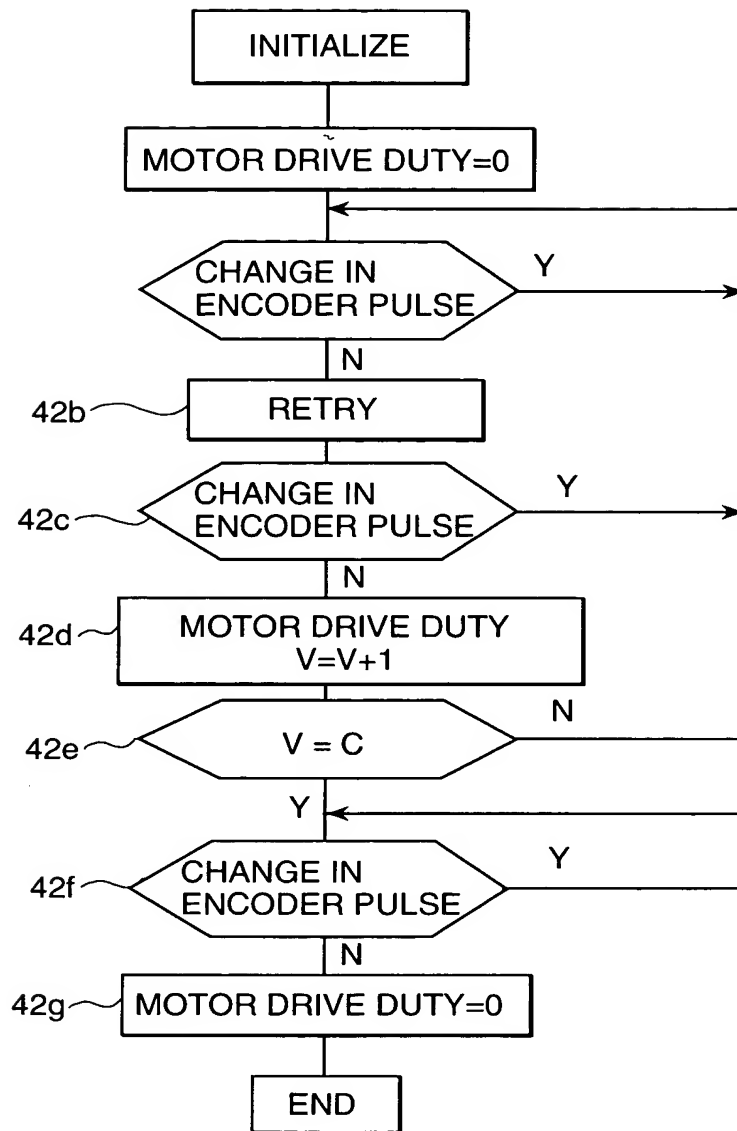 INITIALIZE
MOTOR DRIVE DUTY=0
CHANGE IN
ENCODER PULSE
Y
N
42b
RETRY
42c
CHANGE IN
ENCODER PULSE
Y
N
42d
MOTOR DRIVE DUTY
V=V+1
42e
V = C
N
Y
42f
CHANGE IN
ENCODER PULSE
Y
N
42g
MOTOR DRIVE DUTY=0
END